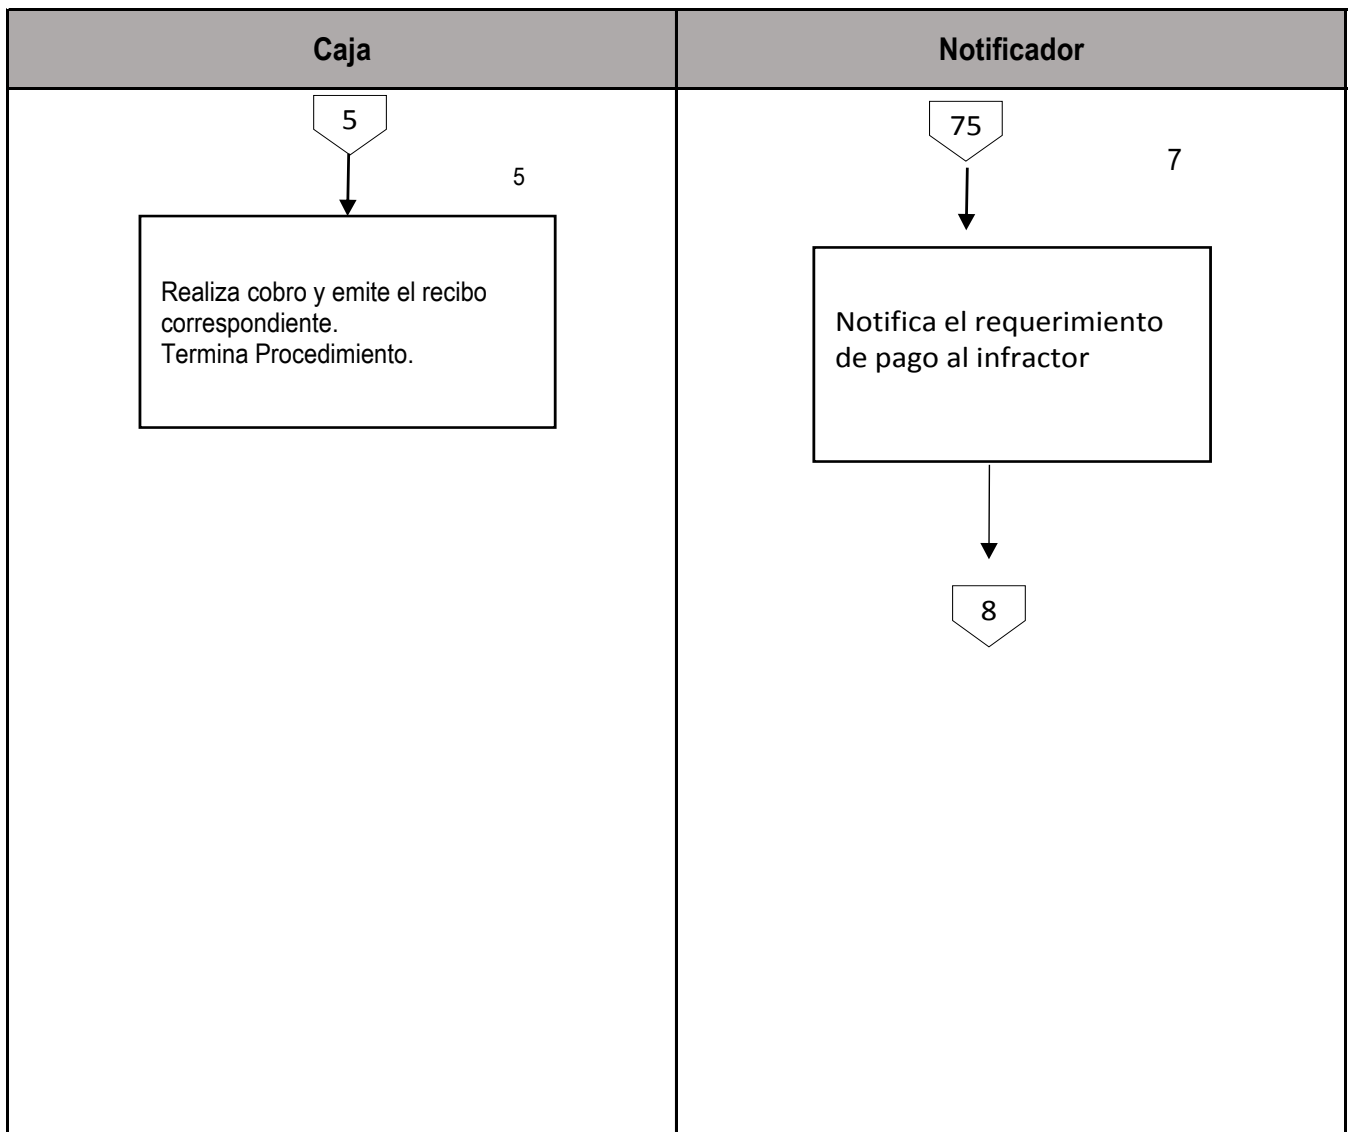 Caja
Notificador
5
5
Realiza cobro y emite el recibo
correspondiente.
Termina Procedimiento.
75
7
Notifica el requerimiento
de pago al infractor
8